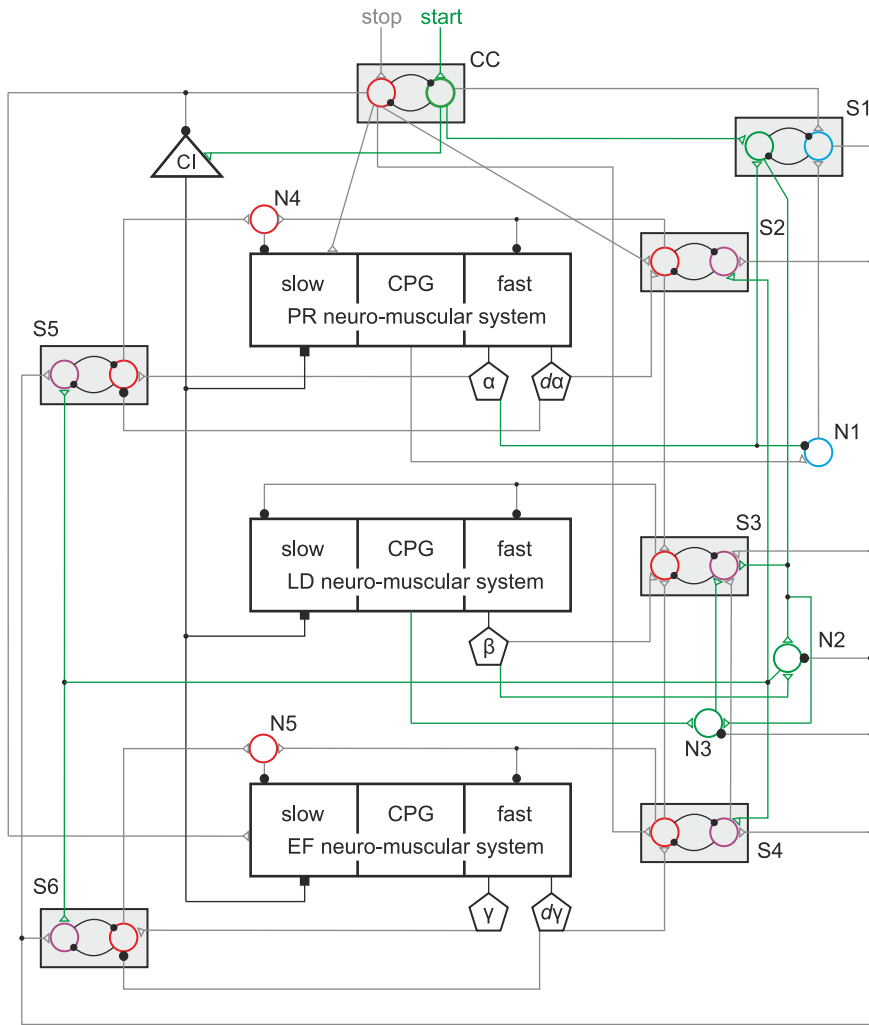 stop start
CC
S1
CI
N4
S2
slow CPG fast
PR neuro-muscular system
S5
α dα
N1
S3
slow CPG fast
LD neuro-muscular system
β
N2
N5
N3
slow CPG fast
EF neuro-muscular system
S4
S6
γ dγ